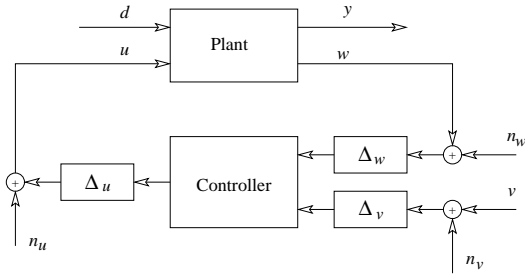 d
y
Plant
u
w
n_w
Δ_w
Δ_u
Controller
v
Δ_v
n_u
n_v
+
+
+